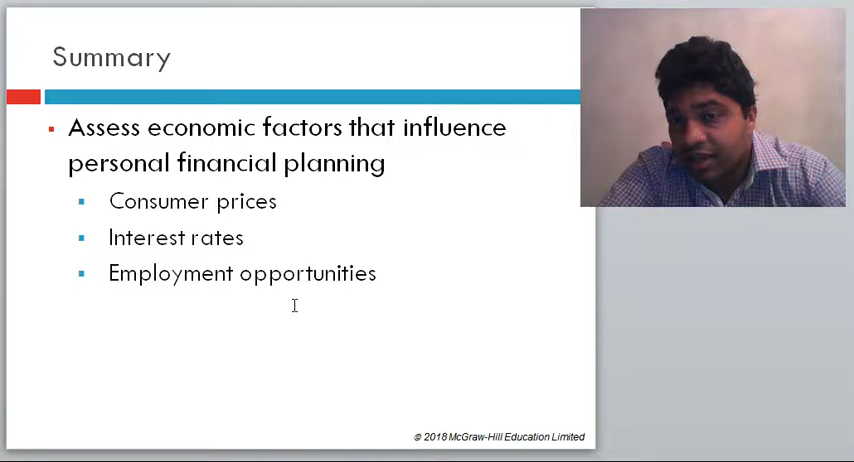 Summary
Assess economic factors that influence
personal financial planning
Consumer prices
Interest rates
Employment opportunities
© 2018 McGraw-Hill Education Limited